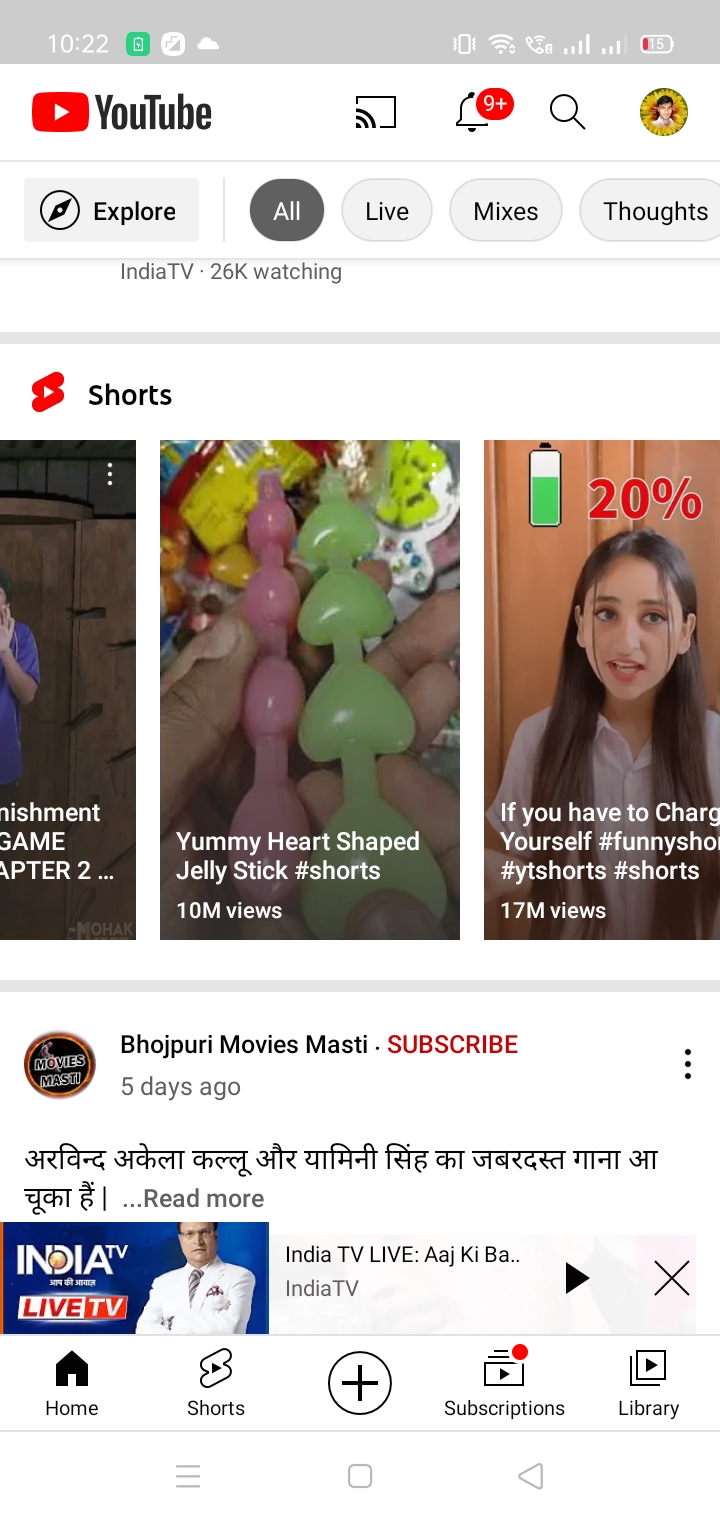 10:22
15
YouTube
9+
Explore
All
Live
Mixes
Thoughts
IndiaTV · 26K watching
Shorts
20%
nishment
GAME
APTER 2 ...
MOHAK
Yummy Heart Shaped
Jelly Stick #shorts
10M views
If you have to Charg
Yourself #funnyshor
#ytshorts #shorts
17M views
MOVIES
MASTI
Bhojpuri Movies Masti · SUBSCRIBE
5 days ago
अरविन्द अकेला कल्लू और यामिनी सिंह का जबरदस्त गाना आ
चूका हैं | ...Read more
INDIA TV
आप की आवाज़
LIVE TV
India TV LIVE: Aaj Ki Ba..
IndiaTV
Home
Shorts
Subscriptions
Library